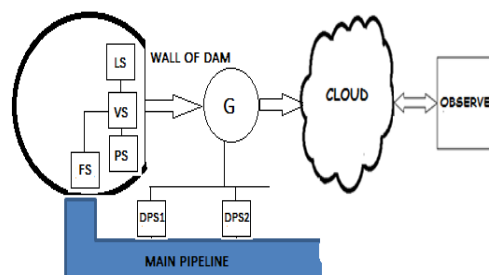 LS
WALL OF DAM
VS
G
CLOUD
OBSERVE
PS
FS
DPS1
DPS2
MAIN PIPELINE